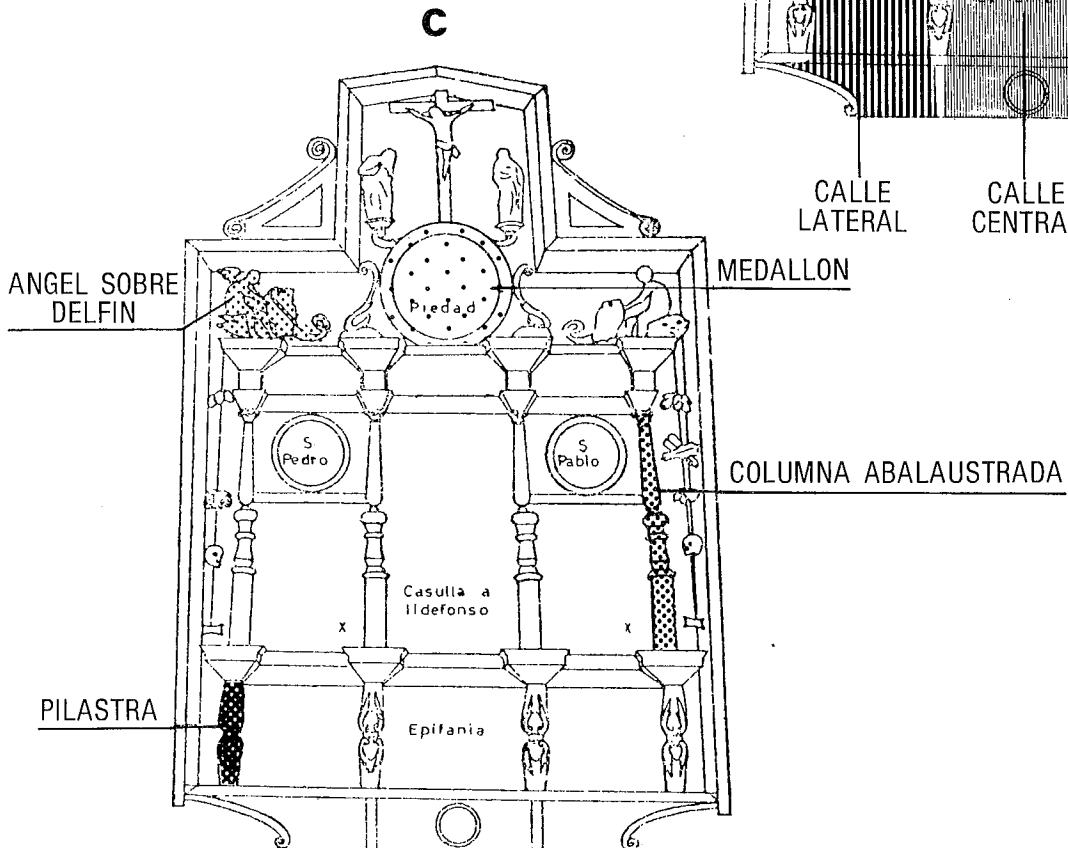 C
CALLE
LATERAL
CALLE
CENTRA
ANGEL SOBRE
DELFIN
MEDALLON
Piedad
S
Pedro
S
Pablo
COLUMNA ABALAUSTRADA
Casulla a
Ildefonso
x
x
PILASTRA
Epifania